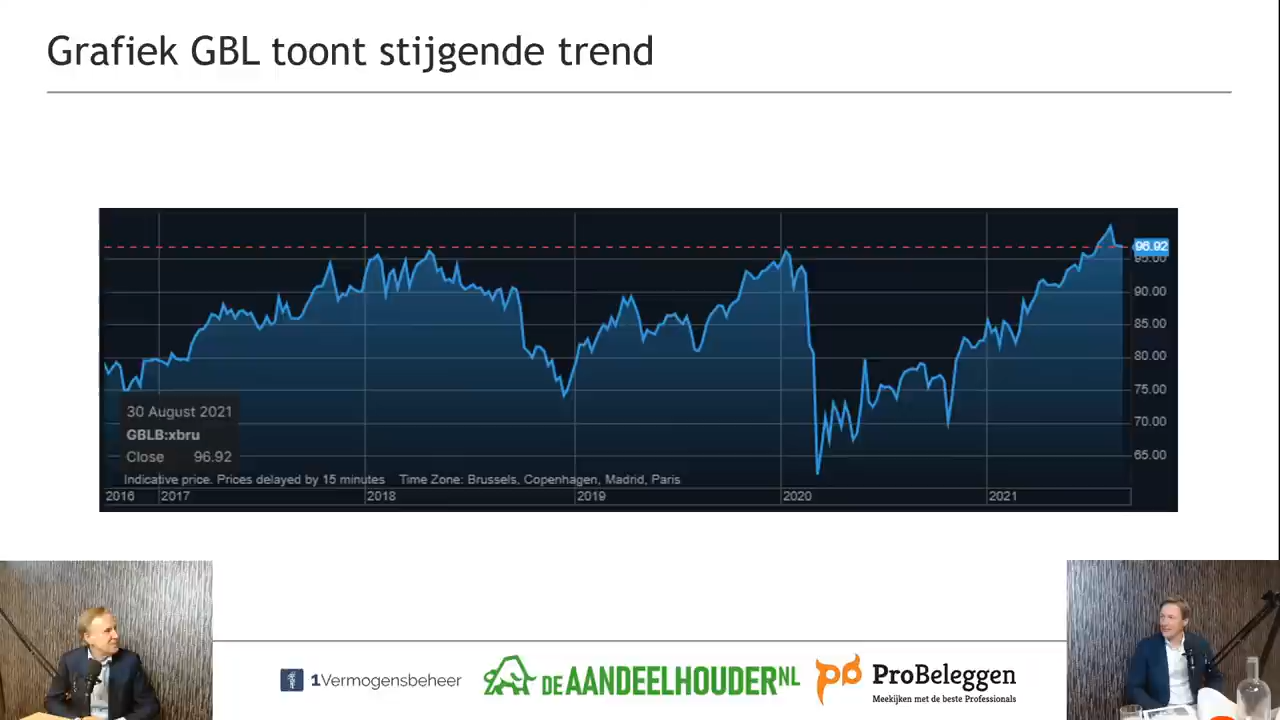 Grafiek GBL toont stijgende trend
96.92
95.00
90.00
85.00
80.00
75.00
70.00
65.00
30 August 2021
GBLB:xbru
Close 96.92
Indicative price. Prices delayed by 15 minutes Time Zone: Brussels, Copenhagen, Madrid, Paris
2016 2017 2018 2019 2020 2021
1Vermogensbeheer
DE AANDEELHOUDER NL
ProBeleggen
Meekijken met de beste Professionals